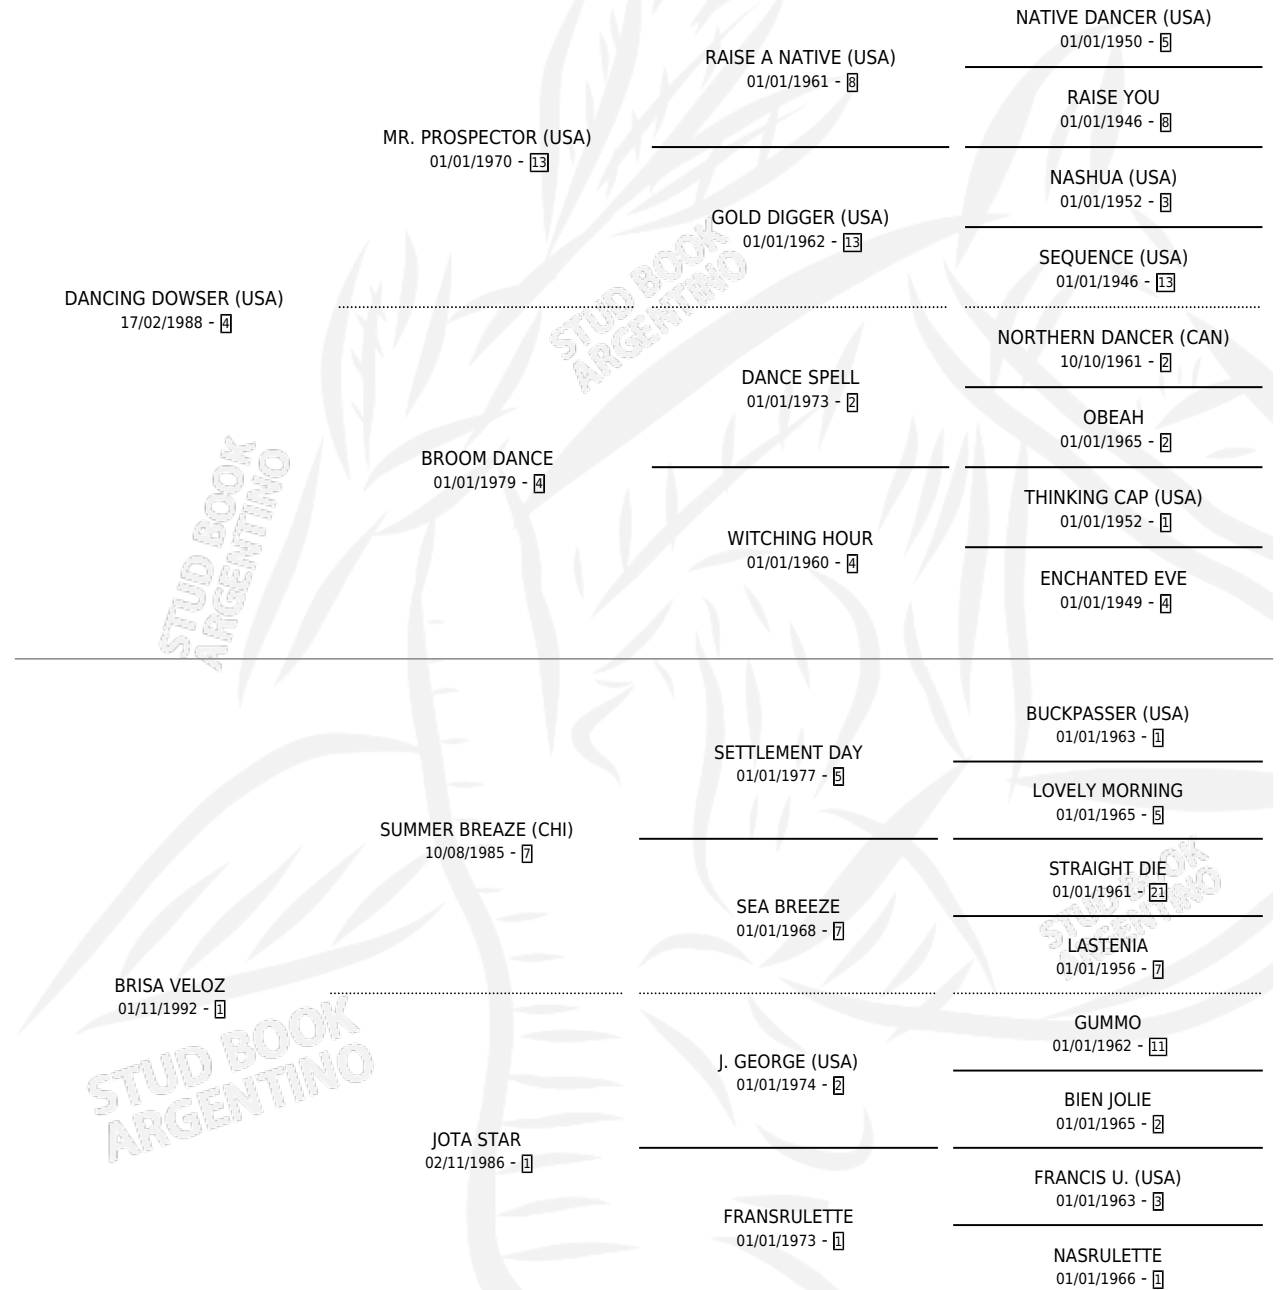 NATIVE DANCER (USA)
01/01/1950 - 5
RAISE A NATIVE (USA)
01/01/1961 - 8
RAISE YOU
01/01/1946 - 8
MR. PROSPECTOR (USA)
01/01/1970 - 13
NASHUA (USA)
01/01/1952 - 3
GOLD DIGGER (USA)
01/01/1962 - 13
SEQUENCE (USA)
01/01/1946 - 13
DANCING DOWSER (USA)
17/02/1988 - 4
NORTHERN DANCER (CAN)
10/10/1961 - 2
DANCE SPELL
01/01/1973 - 2
OBEAH
01/01/1965 - 2
BROOM DANCE
01/01/1979 - 4
THINKING CAP (USA)
01/01/1952 - 1
WITCHING HOUR
01/01/1960 - 4
ENCHANTED EVE
01/01/1949 - 4
BUCKPASSER (USA)
01/01/1963 - 1
SETTLEMENT DAY
01/01/1977 - 5
LOVELY MORNING
01/01/1965 - 5
SUMMER BREAZE (CHI)
10/08/1985 - 7
STRAIGHT DIE
01/01/1961 - 21
SEA BREEZE
01/01/1968 - 7
LASTENIA
01/01/1956 - 7
BRISA VELOZ
01/11/1992 - 1
GUMMO
01/01/1962 - 11
J. GEORGE (USA)
01/01/1974 - 2
BIEN JOLIE
01/01/1965 - 2
JOTA STAR
02/11/1986 - 1
FRANCIS U. (USA)
01/01/1963 - 3
FRANSRULETTE
01/01/1973 - 1
NASRULETTE
01/01/1966 - 1
STUD BOOK
ARGENTINO
STUD BOOK
ARGENTINO
STUD BOOK
ARGENTINO
STUD BOOK
ARGENTINO